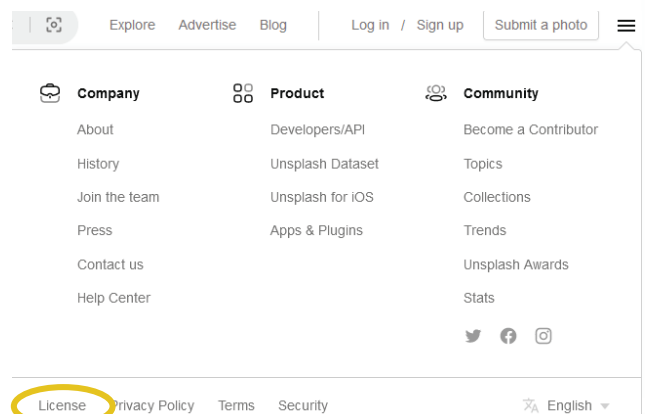 Explore Advertise Blog Log in / Sign up Submit a photo
Company
About
History
Join the team
Press
Contact us
Help Center
Product
Developers/API
Unsplash Dataset
Unsplash for iOS
Apps & Plugins
Community
Become a Contributor
Topics
Collections
Trends
Unsplash Awards
Stats
License Privacy Policy Terms Security English